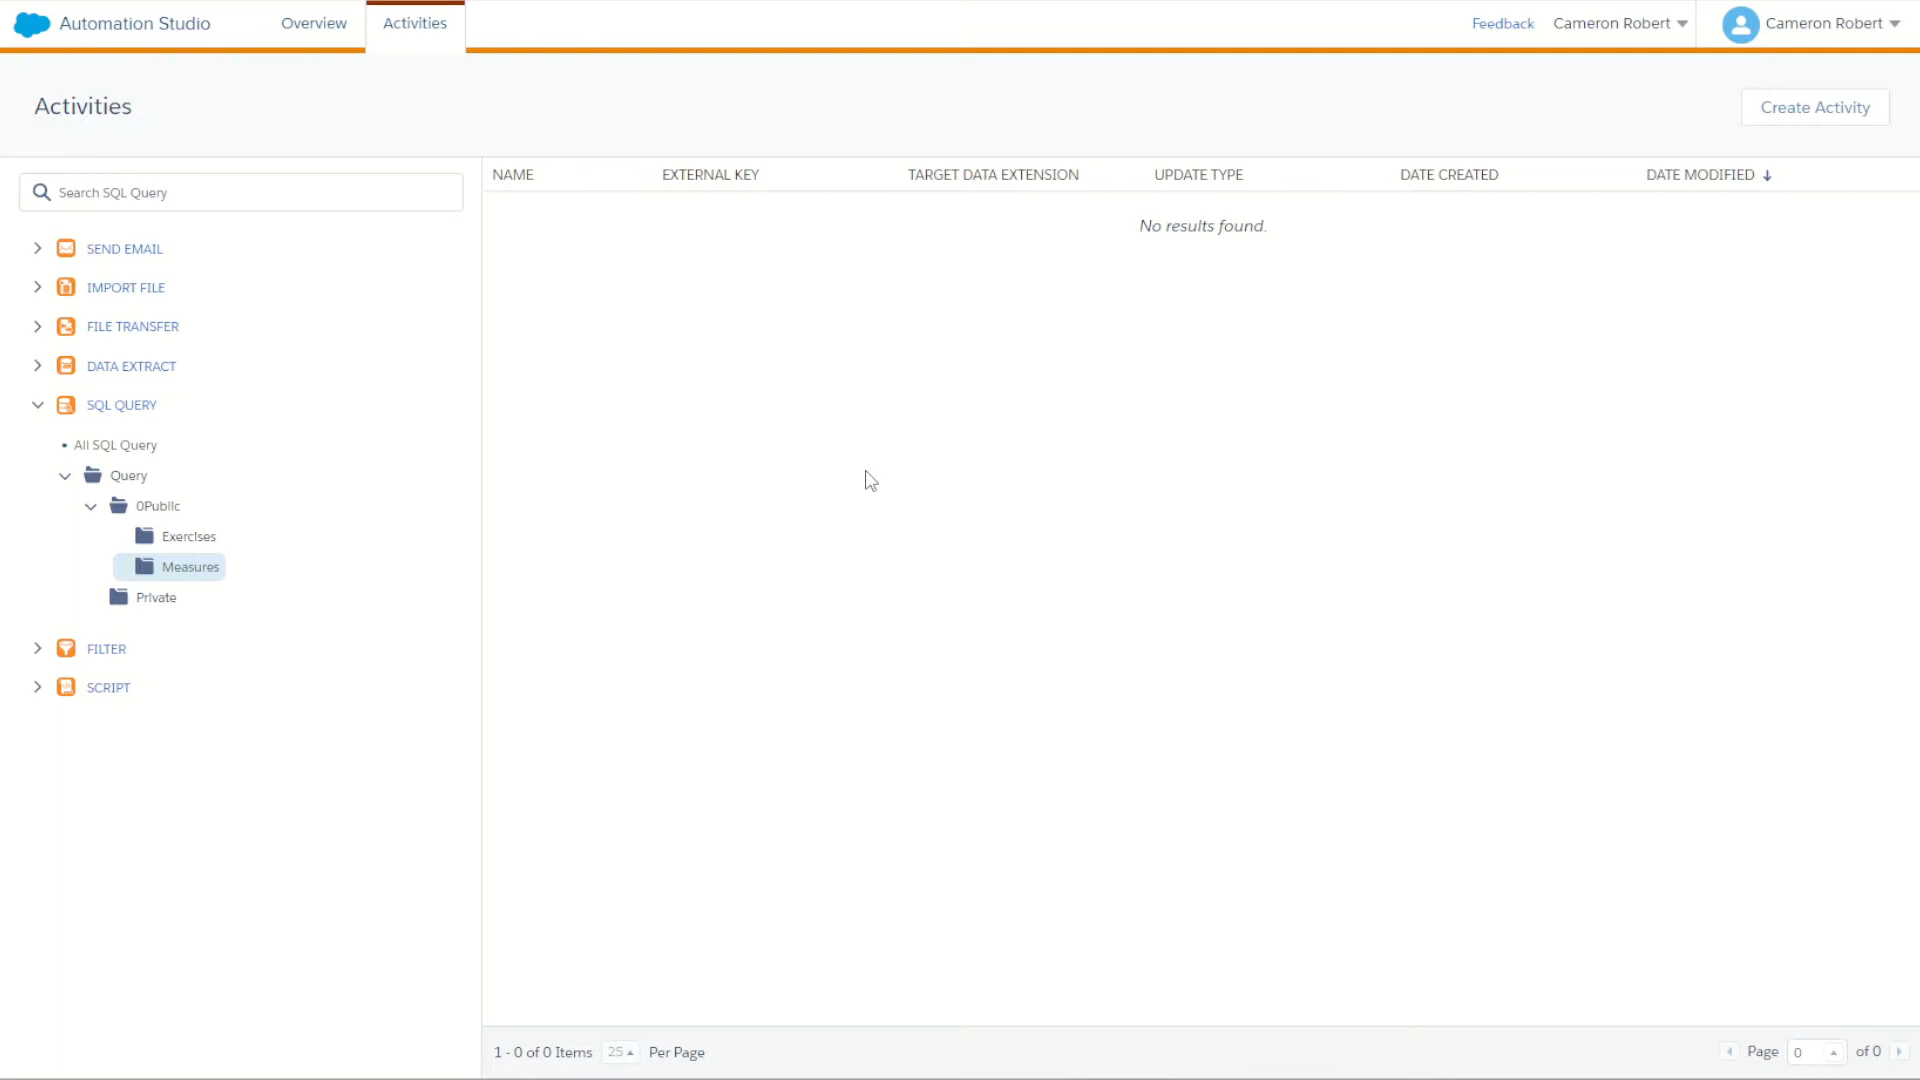 Automation Studio
Overview
Activities
Feedback
Cameron Robert
Cameron Robert
Activities
Create Activity
Search SQL Query
SEND EMAIL
IMPORT FILE
FILE TRANSFER
DATA EXTRACT
SQL QUERY
All SQL Query
Query
0Public
Exercises
Measures
Private
FILTER
SCRIPT
NAME
EXTERNAL KEY
TARGET DATA EXTENSION
UPDATE TYPE
DATE CREATED
DATE MODIFIED
No results found.
1 - 0 of 0 Items
25
Per Page
Page
0
of 0